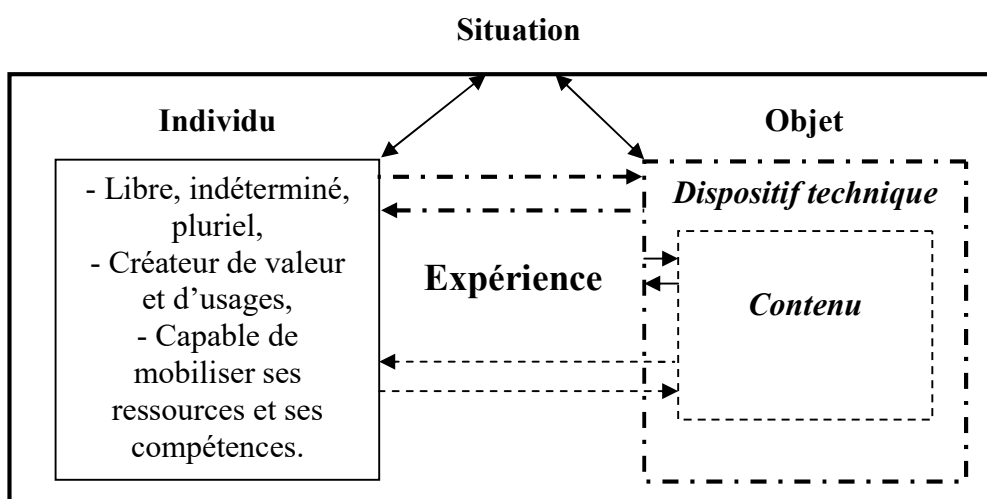 Situation
Individu
Objet
- Libre, indéterminé,
pluriel,
- Créateur de valeur
et d’usages,
- Capable de
mobiliser ses
ressources et ses
compétences.
Expérience
Dispositif technique
Contenu